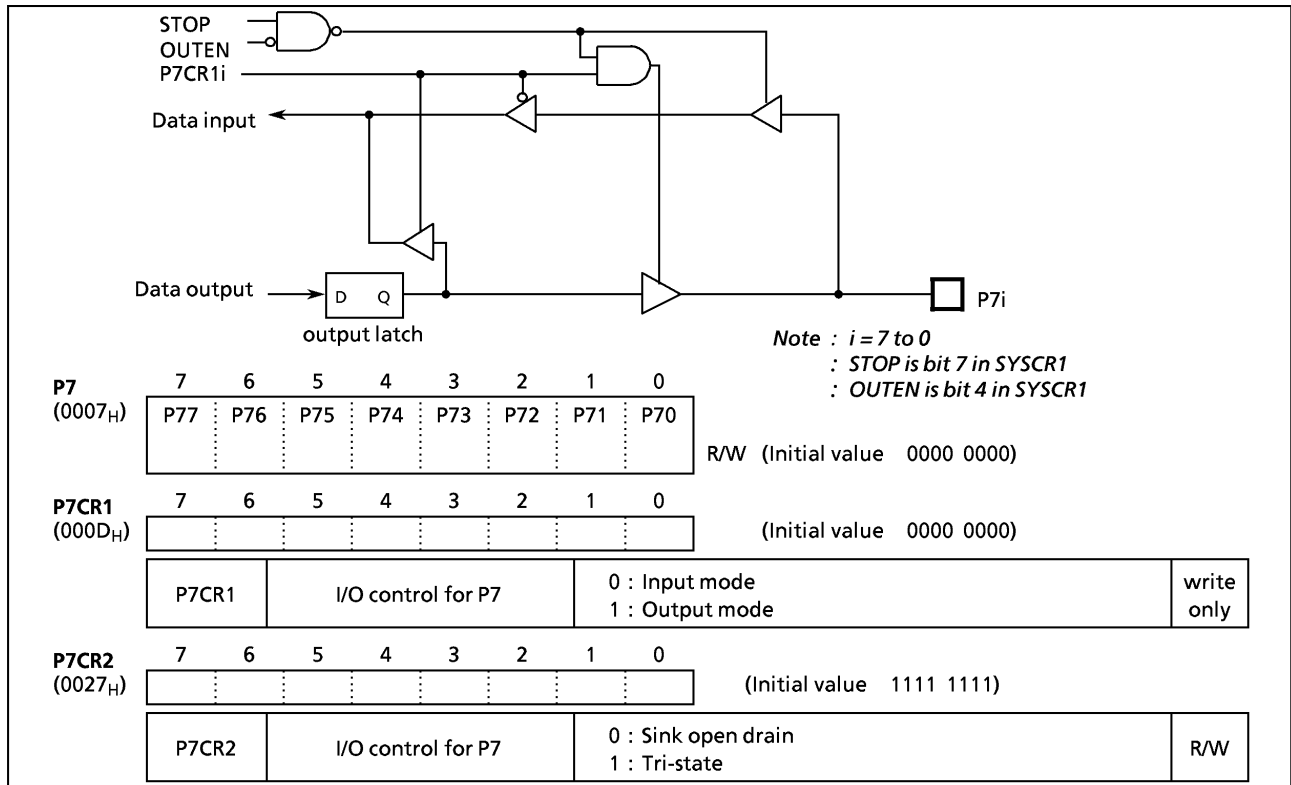 STOP
OUTEN
P7CR1i
Data input
Data output
D Q
output latch
P7i
Note : i = 7 to 0
: STOP is bit 7 in SYSCR1
: OUTEN is bit 4 in SYSCR1
P7
(0007H)
7 6 5 4 3 2 1 0
P77 P76 P75 P74 P73 P72 P71 P70
R/W (Initial value 0000 0000)
P7CR1
(000DH)
7 6 5 4 3 2 1 0
(Initial value 0000 0000)
P7CR1 I/O control for P7
0 : Input mode
1 : Output mode
write
only
P7CR2
(0027H)
7 6 5 4 3 2 1 0
(Initial value 1111 1111)
P7CR2 I/O control for P7
0 : Sink open drain
1 : Tri-state
R/W